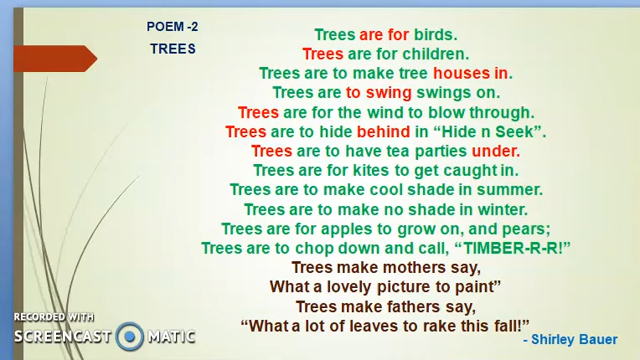 POEM -2
TREES
Trees are for birds.
Trees are for children.
Trees are to make tree houses in.
Trees are to swing swings on.
Trees are for the wind to blow through.
Trees are to hide behind in “Hide n Seek”.
Trees are to have tea parties under.
Trees are for kites to get caught in.
Trees are to make cool shade in summer.
Trees are to make no shade in winter.
Trees are for apples to grow on, and pears;
Trees are to chop down and call, “TIMBER-R-R!”
Trees make mothers say,
What a lovely picture to paint”
Trees make fathers say,
“What a lot of leaves to rake this fall!”
- Shirley Bauer
RECORDED WITH
SCREENCAST MATIC